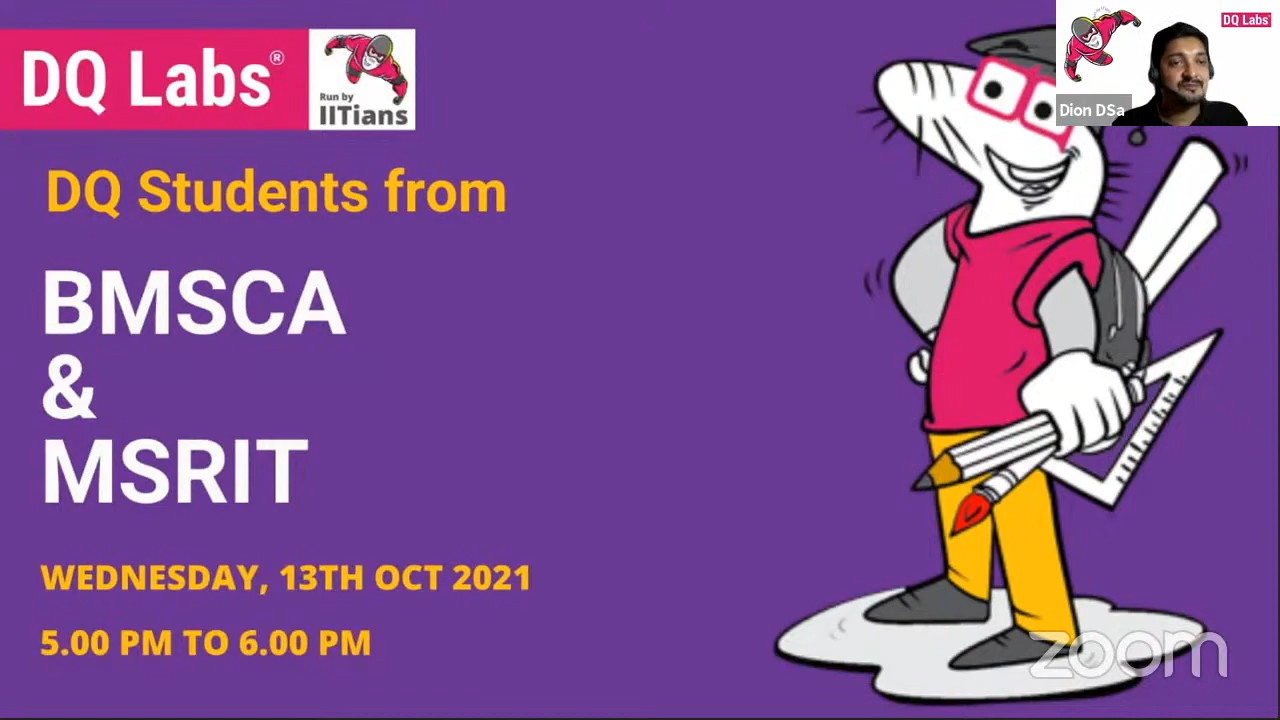 DQ Labs®
Run by
IITians
DQ Students from
BMSCA
&
MSRIT
WEDNESDAY, 13TH OCT 2021
5.00 PM TO 6.00 PM
DQ Labs
Dion DSa
zoom